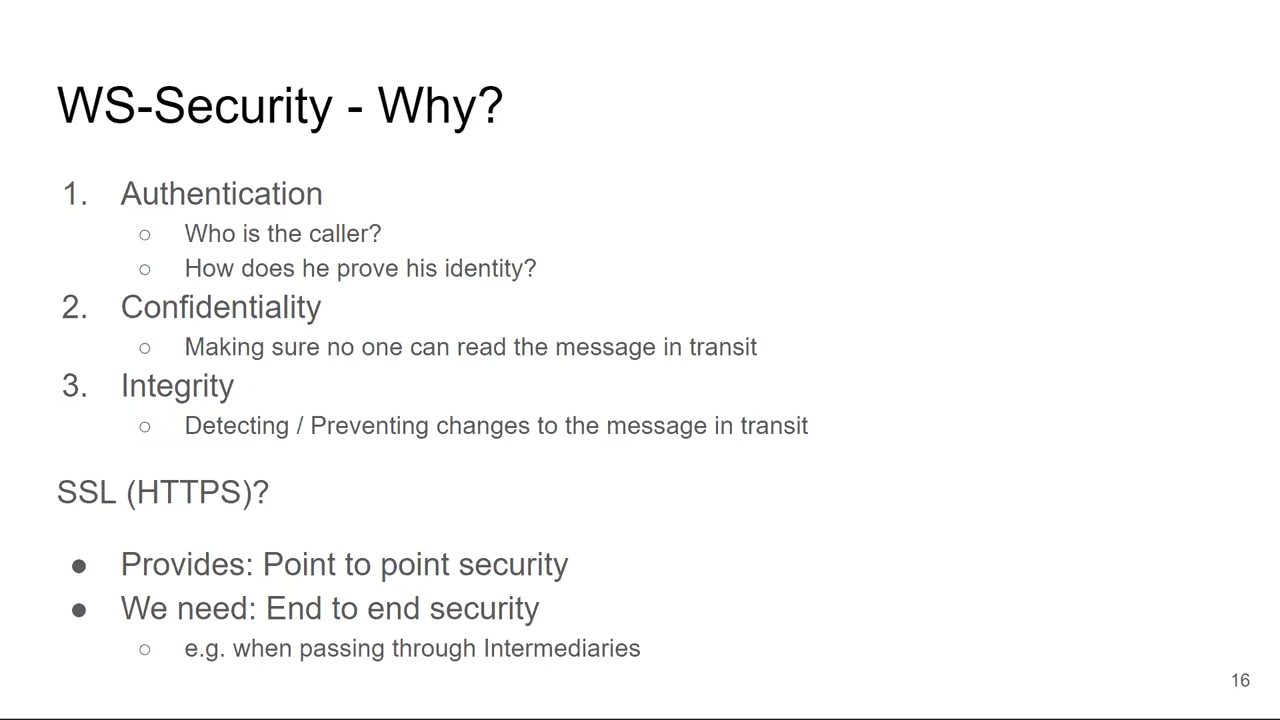 WS-Security - Why?
1. Authentication
○ Who is the caller?
○ How does he prove his identity?
2. Confidentiality
○ Making sure no one can read the message in transit
3. Integrity
○ Detecting / Preventing changes to the message in transit
SSL (HTTPS)?
● Provides: Point to point security
● We need: End to end security
○ e.g. when passing through Intermediaries
16